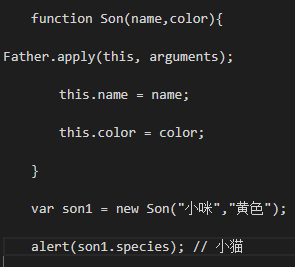 function Son(name,color){
Father.apply(this, arguments);
this.name = name;
this.color = color;
}
var son1 = new Son("小咪","黄色");
alert(son1.species); // 小猫